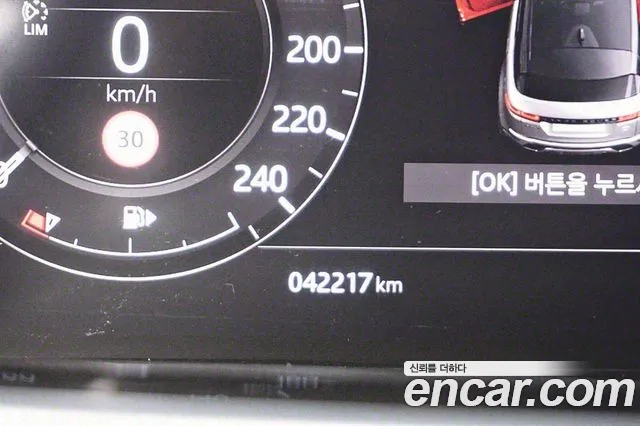 LIM
0
km/h
30
200
220
240
[OK] 버튼을 누르
042217 km
신뢰를 더하다
encar.com